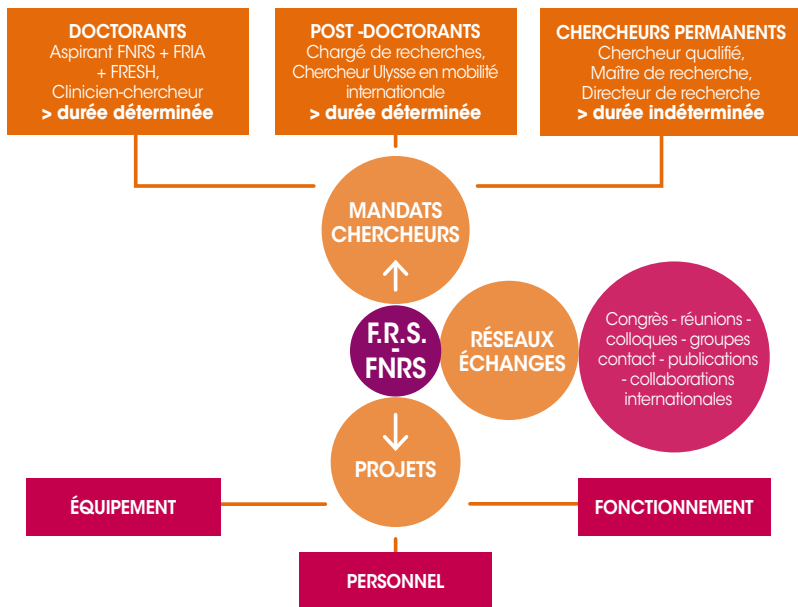 DOCTORANTS
Aspirant FNRS + FRIA
+ FRESH,
Clinicien-chercheur
> durée déterminée
POST -DOCTORANTS
Chargé de recherches,
Chercheur Ulysse en mobilité
internationale
> durée déterminée
CHERCHEURS PERMANENTS
Chercheur qualifié,
Maître de recherche,
Directeur de recherche
> durée indéterminée
MANDATS
CHERCHEURS
F.R.S.
-
FNRS
RÉSEAUX
ÉCHANGES
Congrès - réunions -
colloques - groupes
contact - publications
- collaborations
internationales
PROJETS
ÉQUIPEMENT
FONCTIONNEMENT
PERSONNEL